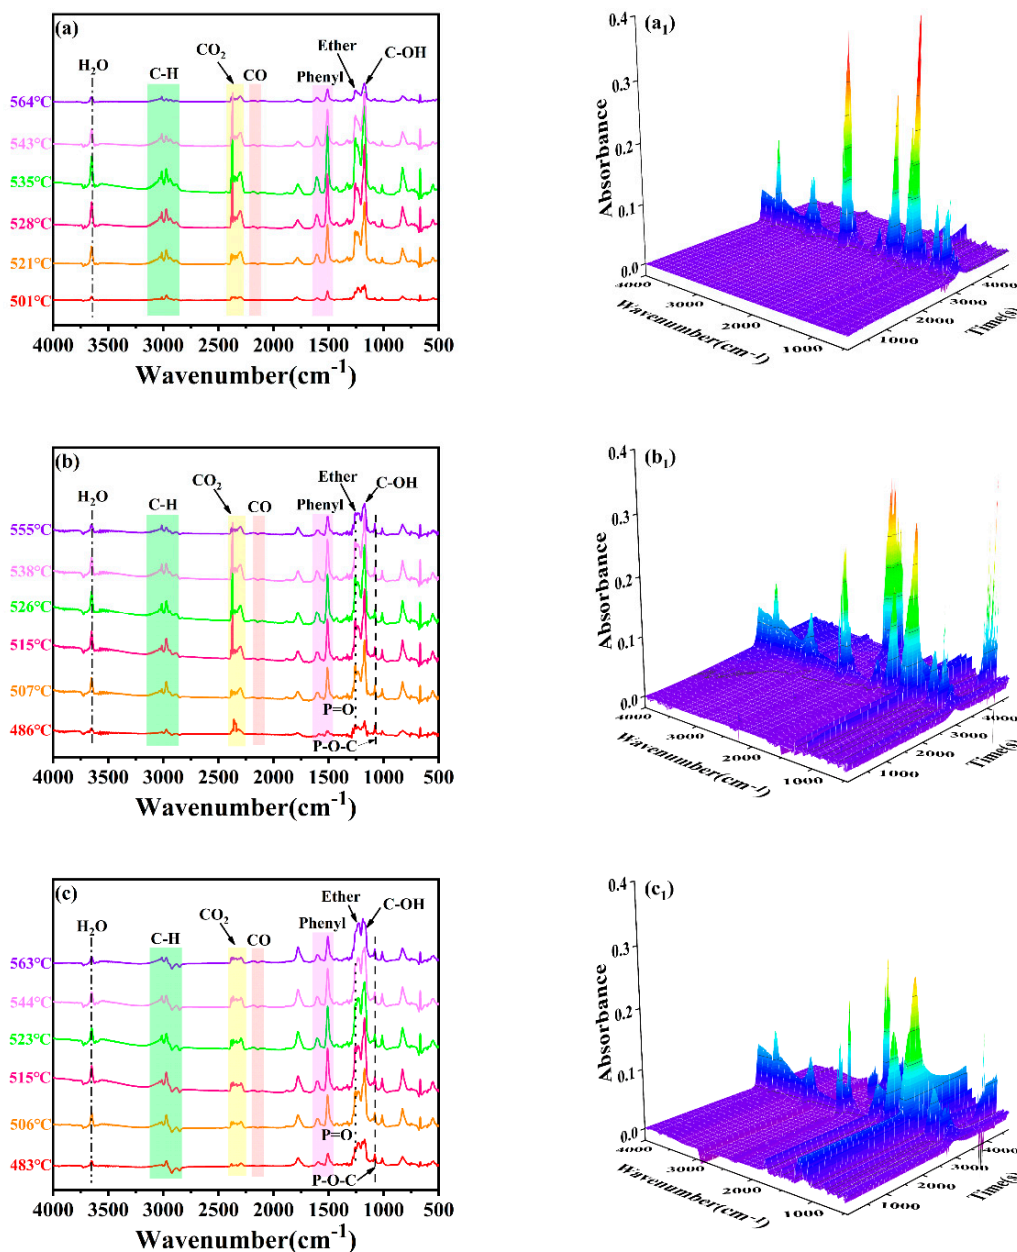 (a)
Ether
C-OH
CO2
H2O
C-H
CO
Phenyl
564°C
543°C
535°C
528°C
521°C
501°C
4000 3500 3000 2500 2000 1500 1000 500
Wavenumber(cm-1)
(a1)
0.4
0.3
0.2
0.1
0.0
Absorbance
4000
3000
2000
1000
Wavenumber(cm-1)
1000
2000
3000
4000
Time(s)
(b)
Ether
C-OH
CO2
H2O
C-H
CO
Phenyl
555°C
538°C
526°C
515°C
507°C
P=O
486°C
P-O-C
4000 3500 3000 2500 2000 1500 1000 500
Wavenumber(cm-1)
(b1)
0.4
0.3
0.2
0.1
0.0
Absorbance
4000
3000
2000
1000
Wavenumber(cm-1)
1000
2000
3000
4000
Time(s)
(c)
Ether
C-OH
CO2
H2O
C-H
CO
Phenyl
563°C
544°C
523°C
515°C
506°C
P=O
483°C
P-O-C
4000 3500 3000 2500 2000 1500 1000 500
Wavenumber(cm-1)
(c1)
0.4
0.3
0.2
0.1
0.0
Absorbance
4000
3000
2000
1000
Wavenumber(cm-1)
1000
2000
3000
4000
Time(s)